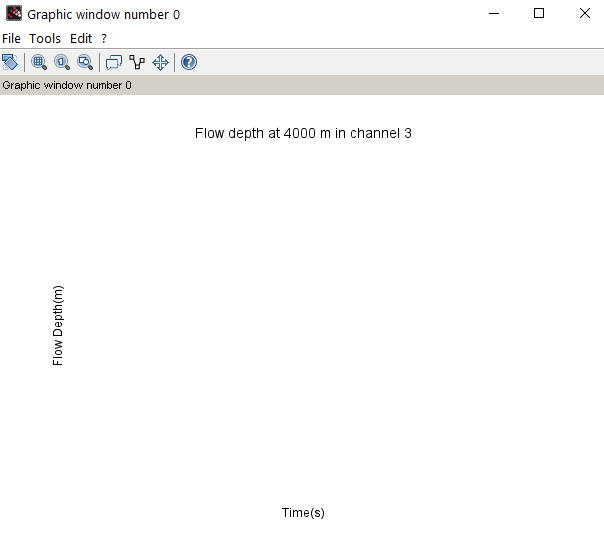 Graphic window number 0
File Tools Edit ?
Graphic window number 0
Flow depth at 4000 m in channel 3
Flow Depth(m)
Time(s)